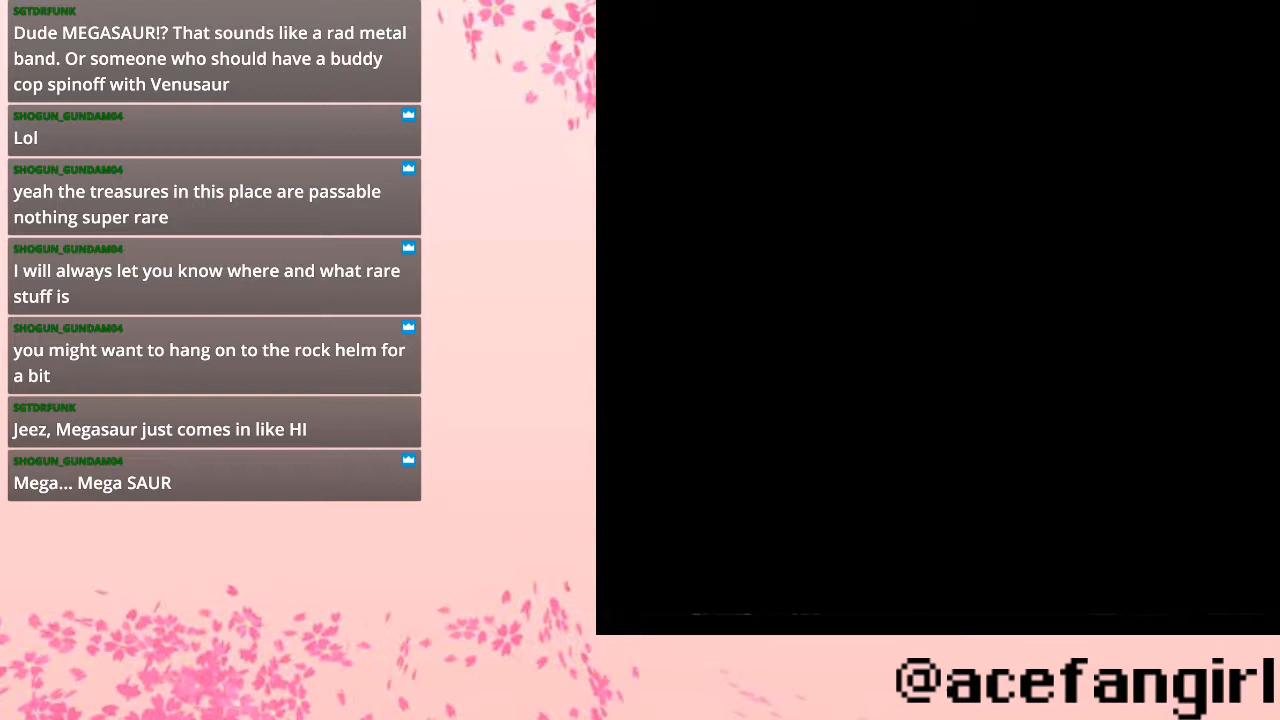 SGTDRFUNK
Dude MEGASAUR!? That sounds like a rad metal
band. Or someone who should have a buddy
cop spinoff with Venusaur
SHOGUN_GUNDAM04
Lol
SHOGUN_GUNDAM04
yeah the treasures in this place are passable
nothing super rare
SHOGUN_GUNDAM04
I will always let you know where and what rare
stuff is
SHOGUN_GUNDAM04
you might want to hang on to the rock helm for
a bit
SGTDRFUNK
Jeez, Megasaur just comes in like HI
SHOGUN_GUNDAM04
Mega... Mega SAUR
@acefangirl